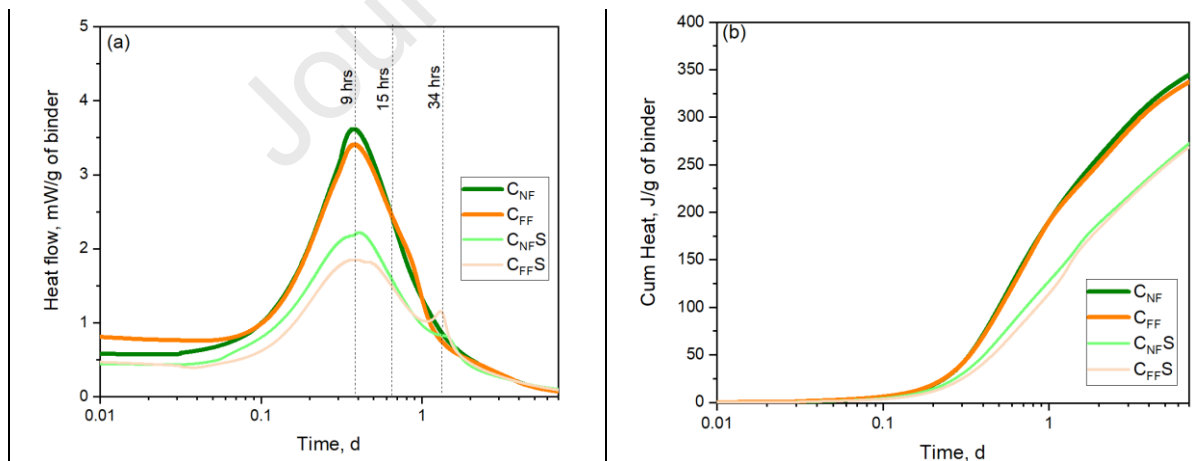 Jour
(a)
5
4
3
2
1
0
Heat flow, mW/g of binder
9 hrs
15 hrs
34 hrs
C_NF
C_FF
C_NFS
C_FFS
0.01
0.1
1
Time, d
(b)
400
350
300
250
200
150
100
50
0
Cum Heat, J/g of binder
C_NF
C_FF
C_NFS
C_FFS
0.01
0.1
1
Time, d